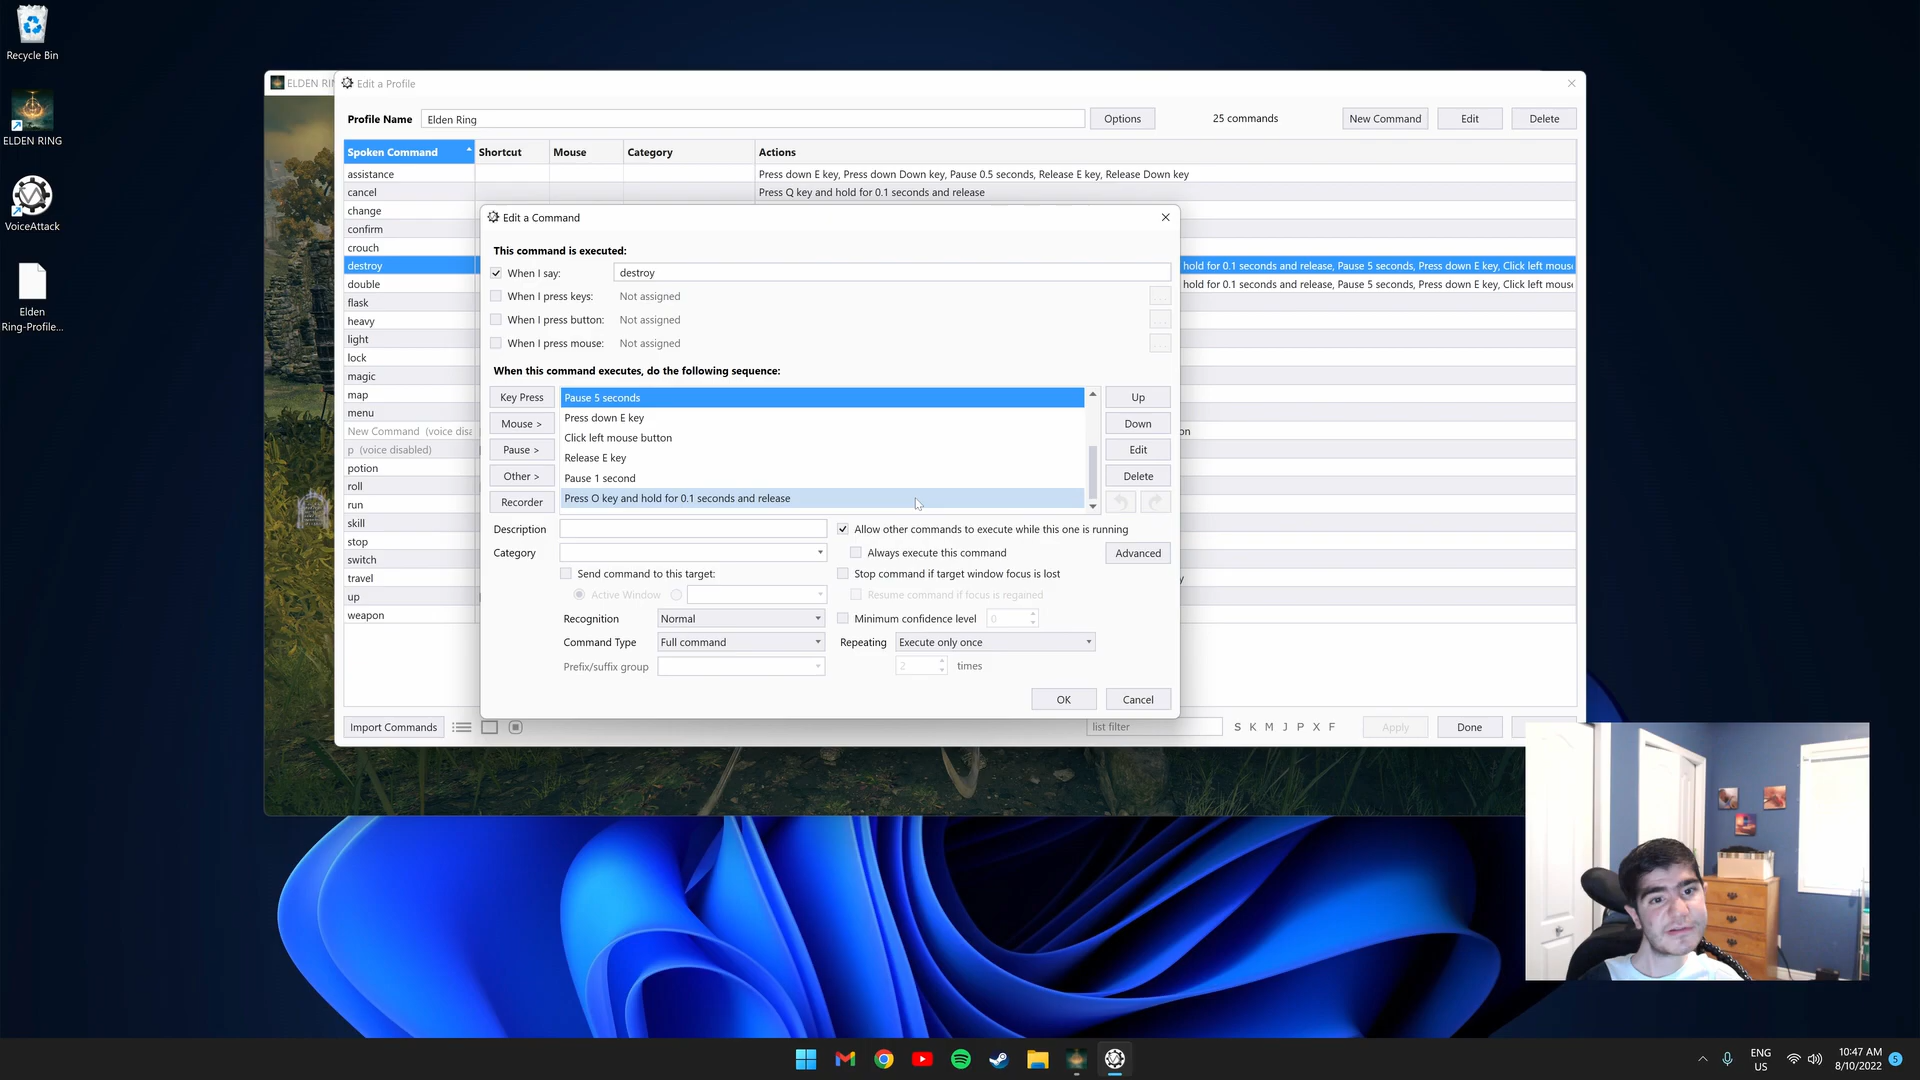 Recycle Bin
ELDEN RING
VoiceAttack
Elden
Ring-Profile...
ELDEN RI
Edit a Profile
Profile Name
Elden Ring
Options
25 commands
New Command
Edit
Delete
Spoken Command
Shortcut
Mouse
Category
Actions
assistance
Press down E key, Press down Down key, Pause 0.5 seconds, Release E key, Release Down key
cancel
Press Q key and hold for 0.1 seconds and release
change
confirm
crouch
destroy
hold for 0.1 seconds and release, Pause 5 seconds, Press down E key, Click left mous
double
hold for 0.1 seconds and release, Pause 5 seconds, Press down E key, Click left mous
flask
heavy
light
lock
magic
map
menu
New Command (voice disa
on
p (voice disabled)
potion
roll
run
skill
stop
switch
travel
y
up
weapon
Edit a Command
This command is executed:
When I say:
destroy
When I press keys:
Not assigned
...
When I press button:
Not assigned
...
When I press mouse:
Not assigned
...
When this command executes, do the following sequence:
Key Press
Mouse >
Pause >
Other >
Recorder
Pause 5 seconds
Press down E key
Click left mouse button
Release E key
Pause 1 second
Press O key and hold for 0.1 seconds and release
Up
Down
Edit
Delete
Description
Allow other commands to execute while this one is running
Category
Always execute this command
Advanced
Send command to this target:
Stop command if target window focus is lost
Active Window
Resume command if focus is regained
Recognition
Normal
Minimum confidence level
0
Command Type
Full command
Repeating
Execute only once
Prefix/suffix group
2
times
OK
Cancel
Import Commands
list filter
S K M J P X F
Apply
Done
ENG
US
10:47 AM
8/10/2022
5